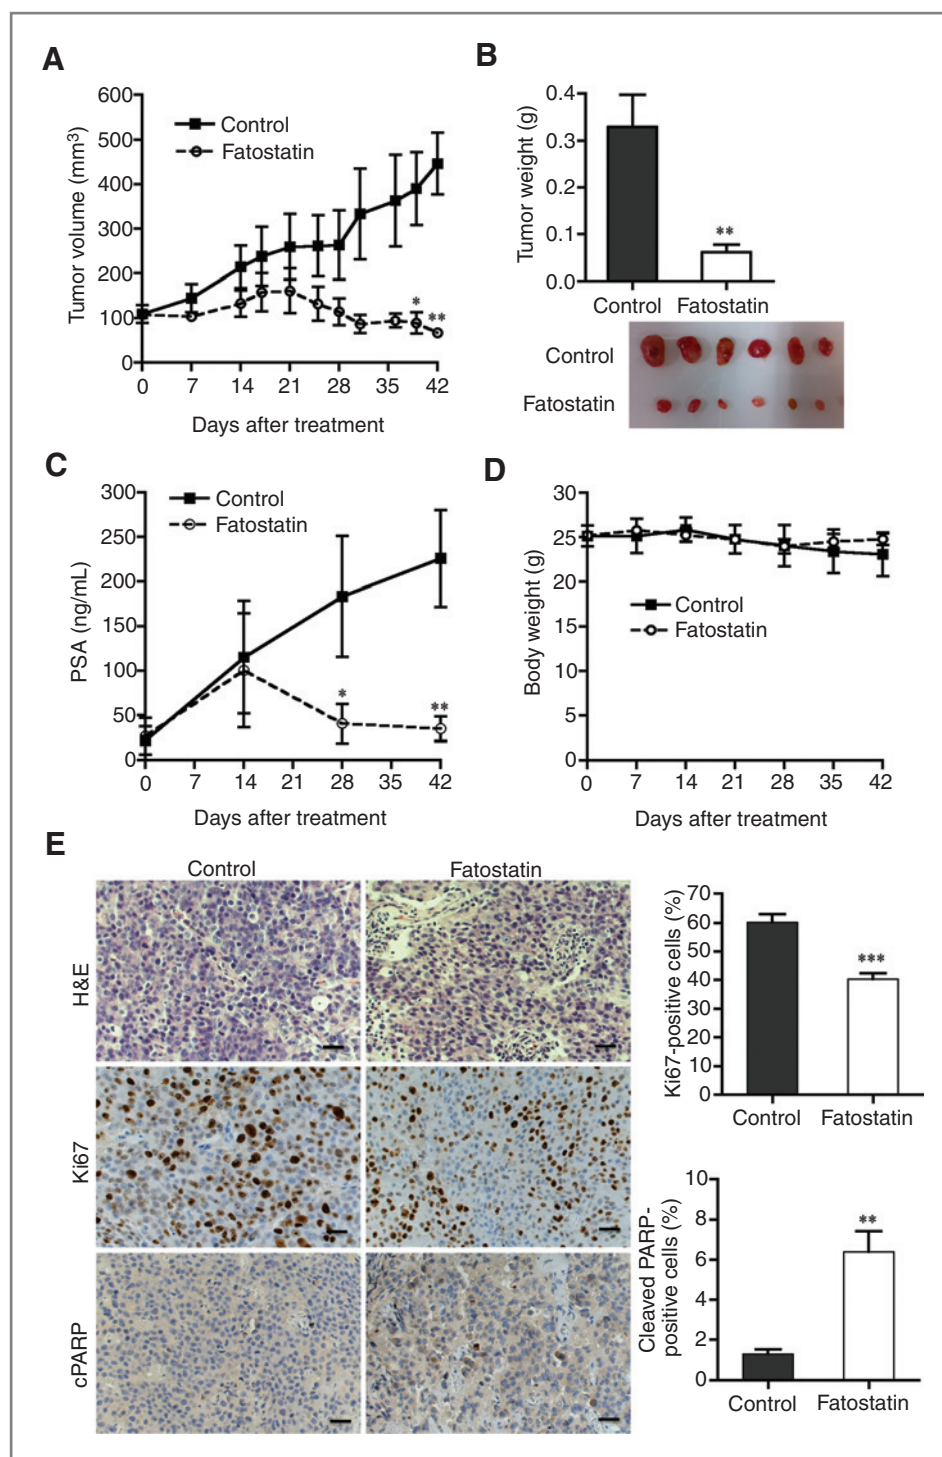 A
600
500
400
300
200
100
0
Tumor volume (mm³)
Control
Fatostatin
*
**
0 7 14 21 28 35 42
Days after treatment
B
0.4
0.3
0.2
0.1
0.0
Tumor weight (g)
**
Control Fatostatin
Control
Fatostatin
C
300
250
200
150
100
50
0
PSA (ng/mL)
Control
Fatostatin
*
**
0 7 14 21 28 35 42
Days after treatment
D
30
25
20
15
10
5
0
Body weight (g)
Control
Fatostatin
0 7 14 21 28 35 42
Days after treatment
E
Control Fatostatin
H&E
Ki67
cPARP
70
60
50
40
30
20
10
0
Ki67-positive cells (%)
***
Control Fatostatin
10
8
6
4
2
0
Cleaved PARP-
positive cells (%)
**
Control Fatostatin